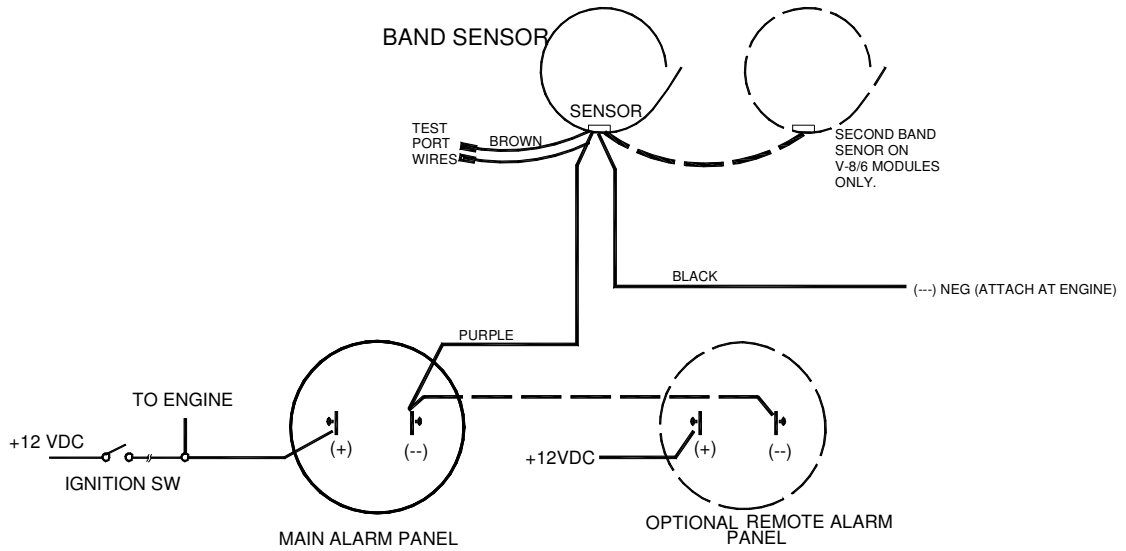 BAND SENSOR
SENSOR
TEST
PORT
WIRES
BROWN
SECOND BAND
SENOR ON
V-8/6 MODULES
ONLY.
BLACK
(---) NEG (ATTACH AT ENGINE)
PURPLE
TO ENGINE
+12 VDC
IGNITION SW
(+)
(--)
MAIN ALARM PANEL
+12VDC
(+)
(--)
OPTIONAL REMOTE ALARM
PANEL